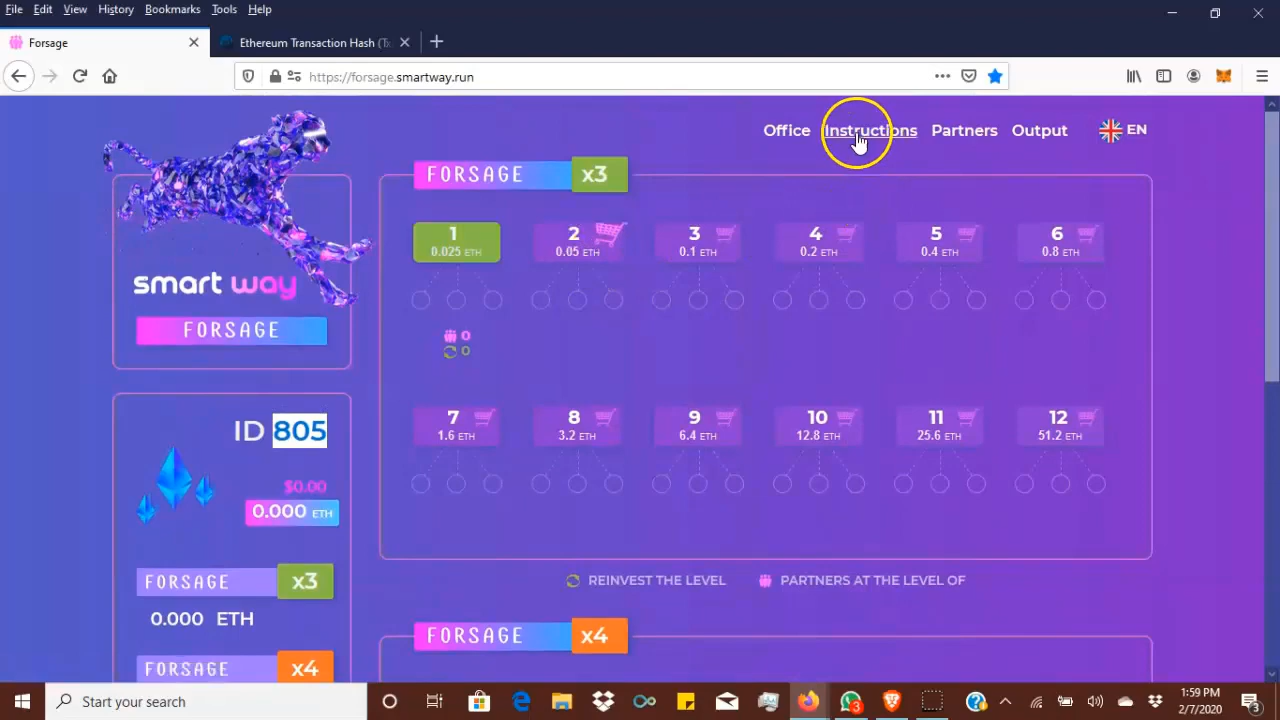 File Edit View History Bookmarks Tools Help
Forsage
Ethereum Transaction Hash (Tx
https://forsage.smartway.run
Office Instructions Partners Output EN
FORSAGE x3
1 2 3 4 5 6
0.025 ETH 0.05 ETH 0.1 ETH 0.2 ETH 0.4 ETH 0.8 ETH
smart way
FORSAGE
0
0
7 8 9 10 11 12
1.6 ETH 3.2 ETH 6.4 ETH 12.8 ETH 25.6 ETH 51.2 ETH
ID 805
$0.00
0.000 ETH
FORSAGE x3
0.000 ETH
FORSAGE x4
REINVEST THE LEVEL PARTNERS AT THE LEVEL OF
FORSAGE x4
Start your search
3
1:59 PM
2/7/2020
3